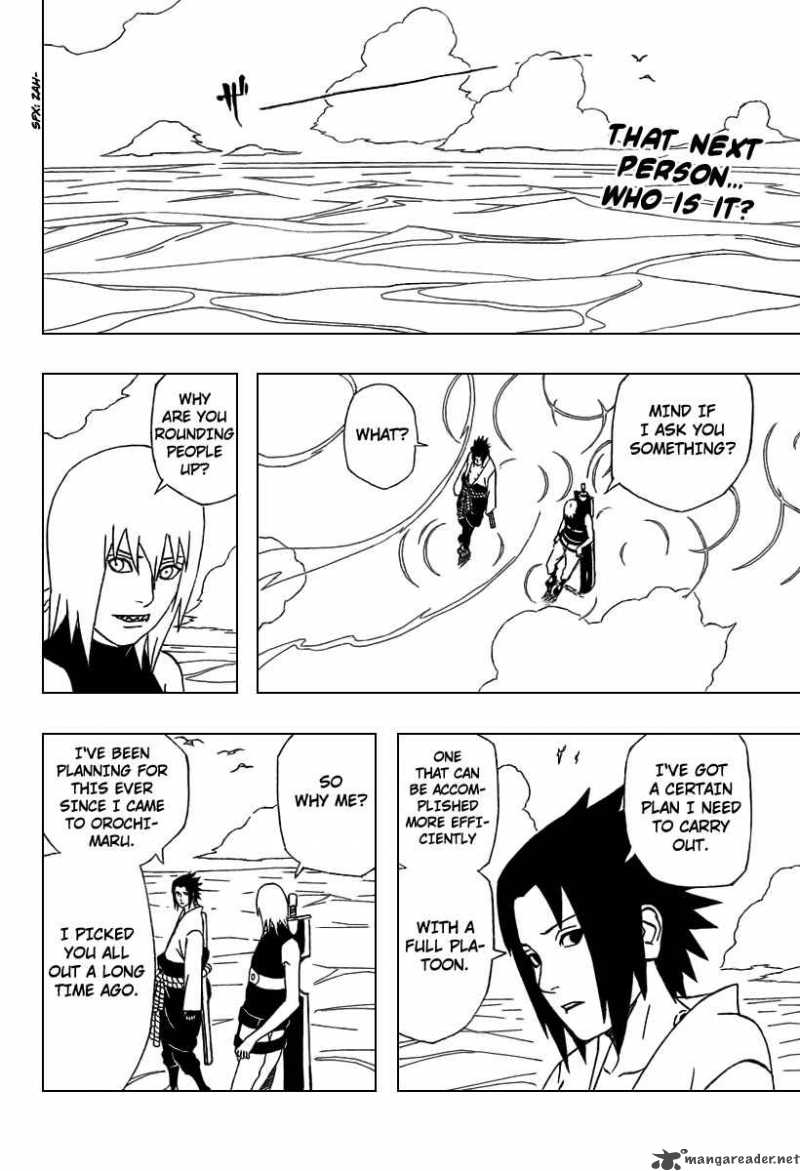 SFX: ZAH-
ザ
THAT NEXT
PERSON...
WHO IS IT?
MIND IF
I ASK YOU
SOMETHING?
WHAT?
WHY
ARE YOU
ROUNDING
PEOPLE
UP?
I'VE GOT
A CERTAIN
PLAN I NEED
TO CARRY
OUT.
ONE
THAT CAN
BE ACCOM-
PLISHED
MORE EFFI-
CIENTLY
WITH A
FULL PLA-
TOON.
SO
WHY ME?
I'VE BEEN
PLANNING FOR
THIS EVER
SINCE I CAME
TO OROCHI-
MARU.
I PICKED
YOU ALL
OUT A LONG
TIME AGO.
mangareader.net